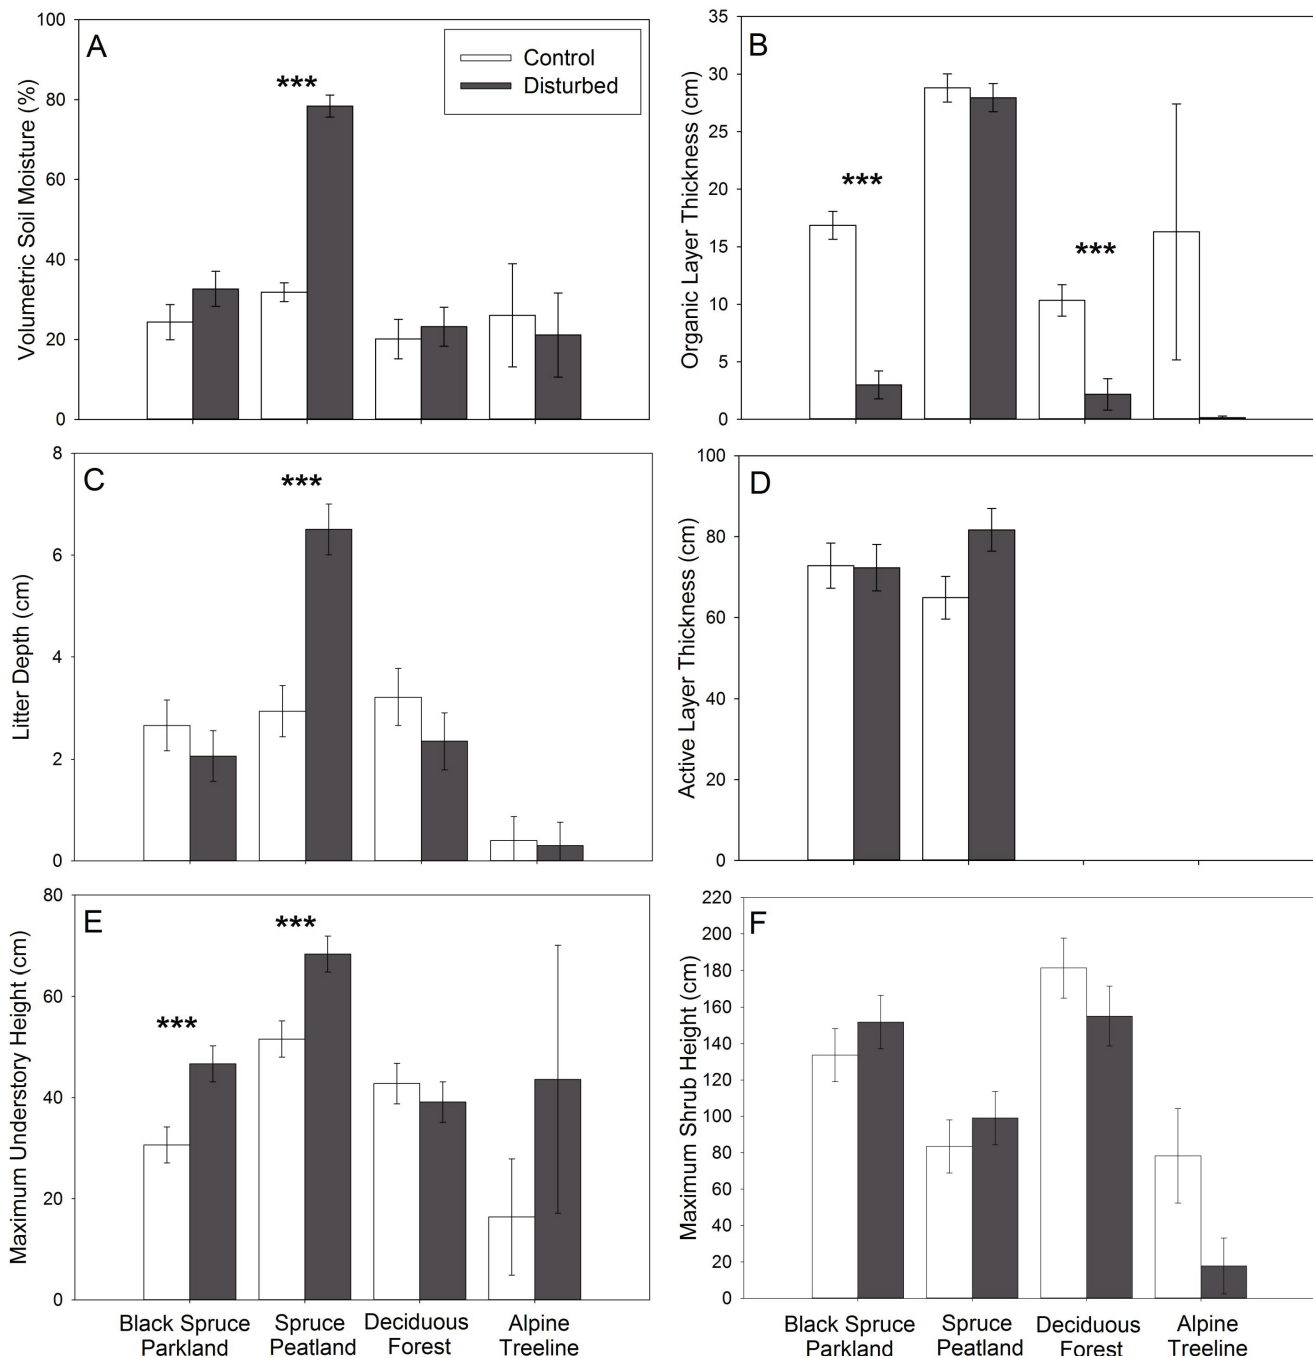 A
Control
Disturbed
***
Volumetric Soil Moisture (%)
100
80
60
40
20
0
B
***
***
Organic Layer Thickness (cm)
35
30
25
20
15
10
5
0
C
***
Litter Depth (cm)
8
6
4
2
0
D
Active Layer Thickness (cm)
100
80
60
40
20
0
E
***
***
Maximum Understory Height (cm)
80
60
40
20
0
Black Spruce
Parkland
Spruce
Peatland
Deciduous
Forest
Alpine
Treeline
F
Maximum Shrub Height (cm)
220
200
180
160
140
120
100
80
60
40
20
0
Black Spruce
Parkland
Spruce
Peatland
Deciduous
Forest
Alpine
Treeline